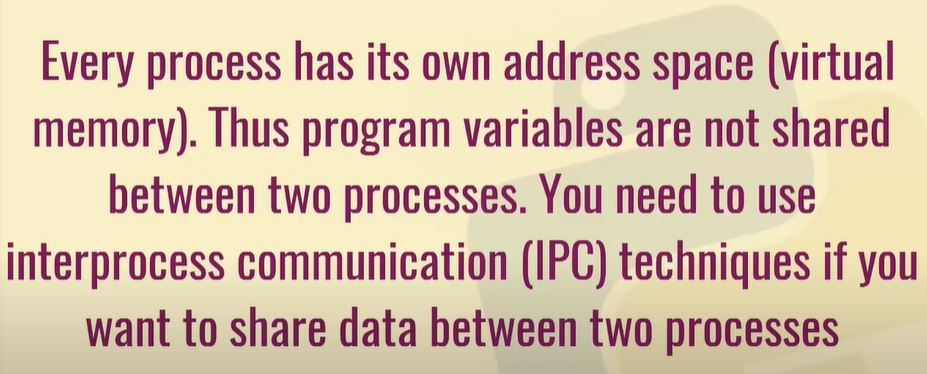 Every process has its own address space (virtual
memory). Thus program variables are not shared
between two processes. You need to use
interprocess communication (IPC) techniques if you
want to share data between two processes